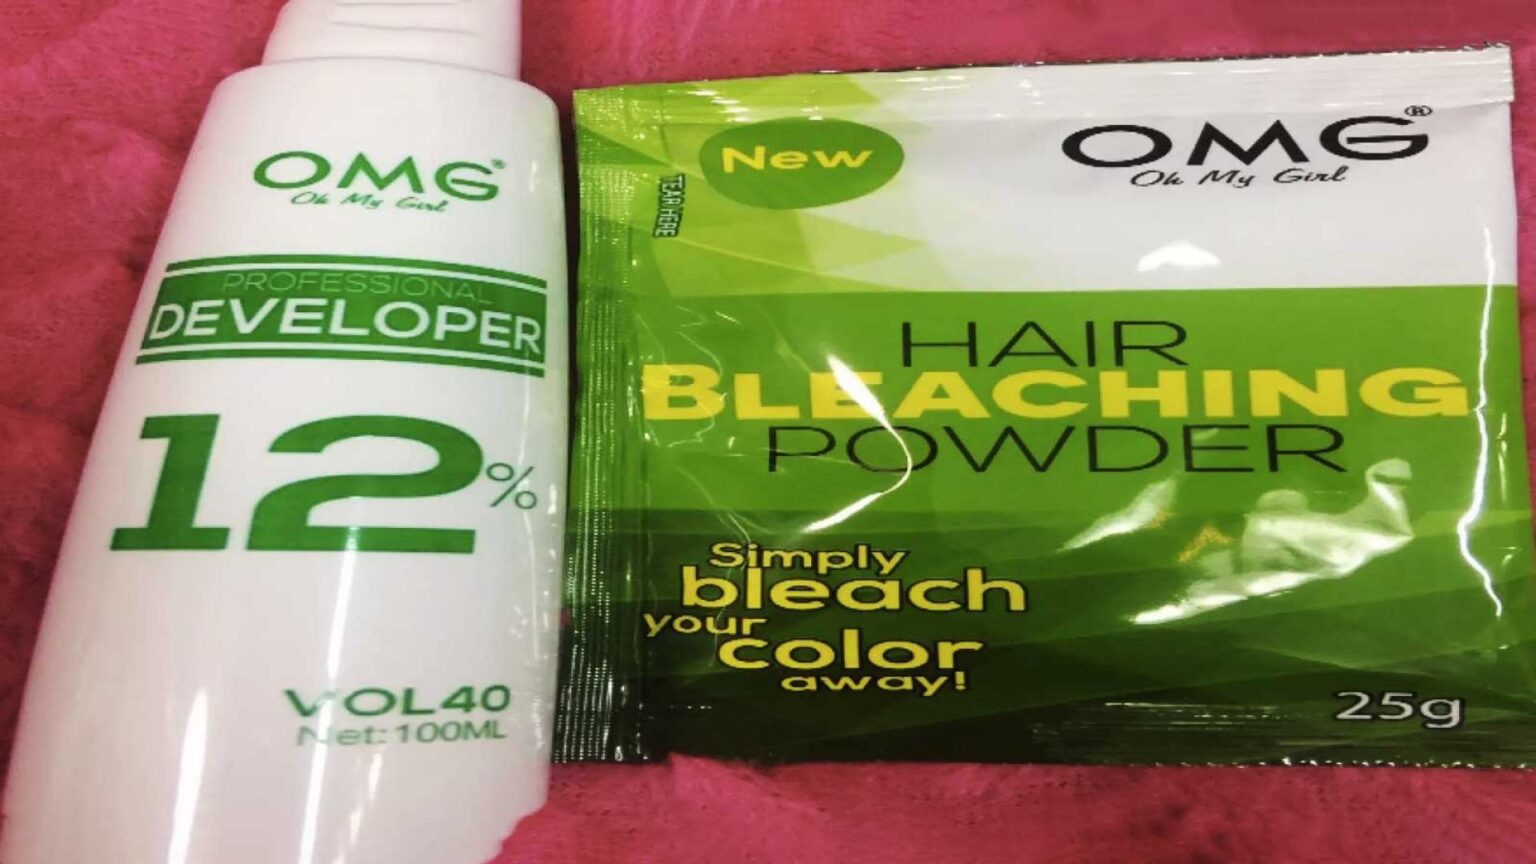 OMG®
Oh My Girl
PROFESSIONAL
DEVELOPER
12%
VOL40
Net:100ML
New
TEAR HERE
OMG®
Oh My Girl
HAIR
BLEACHING
POWDER
Simply
bleach
your
color
away!
25g